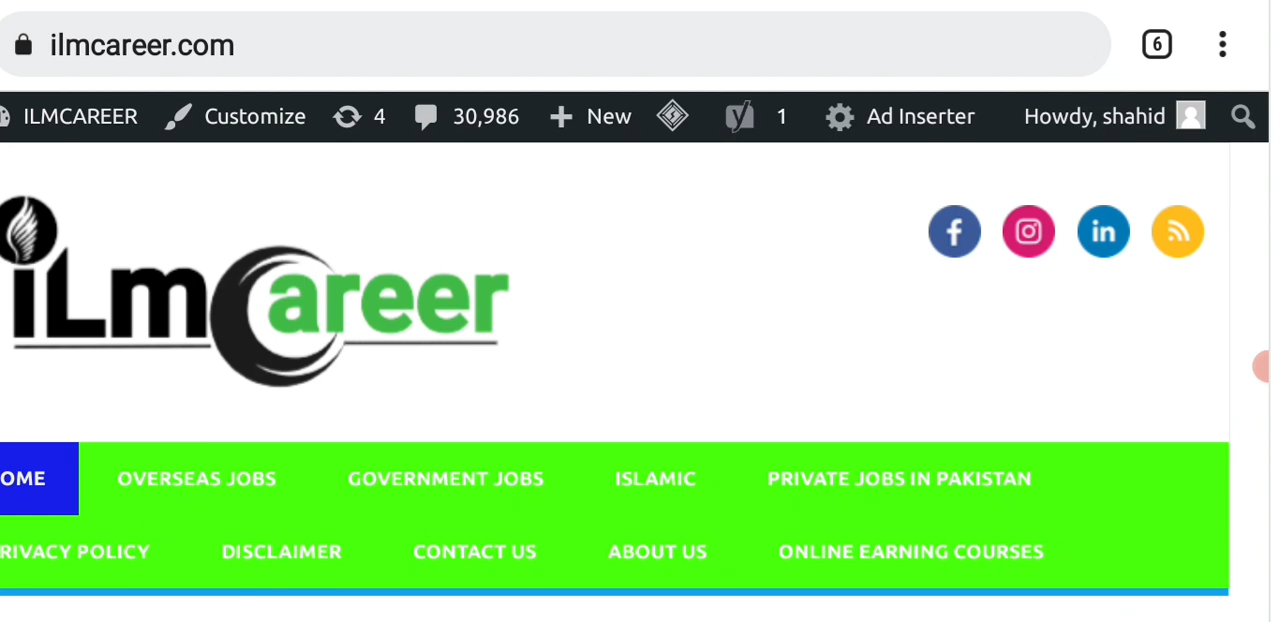 ilmcareer.com 6
ILMCAREER Customize 4 30,986 New 1 Ad Inserter Howdy, shahid
iLmCareer
OME OVERSEAS JOBS GOVERNMENT JOBS ISLAMIC PRIVATE JOBS IN PAKISTAN
RIVACY POLICY DISCLAIMER CONTACT US ABOUT US ONLINE EARNING COURSES